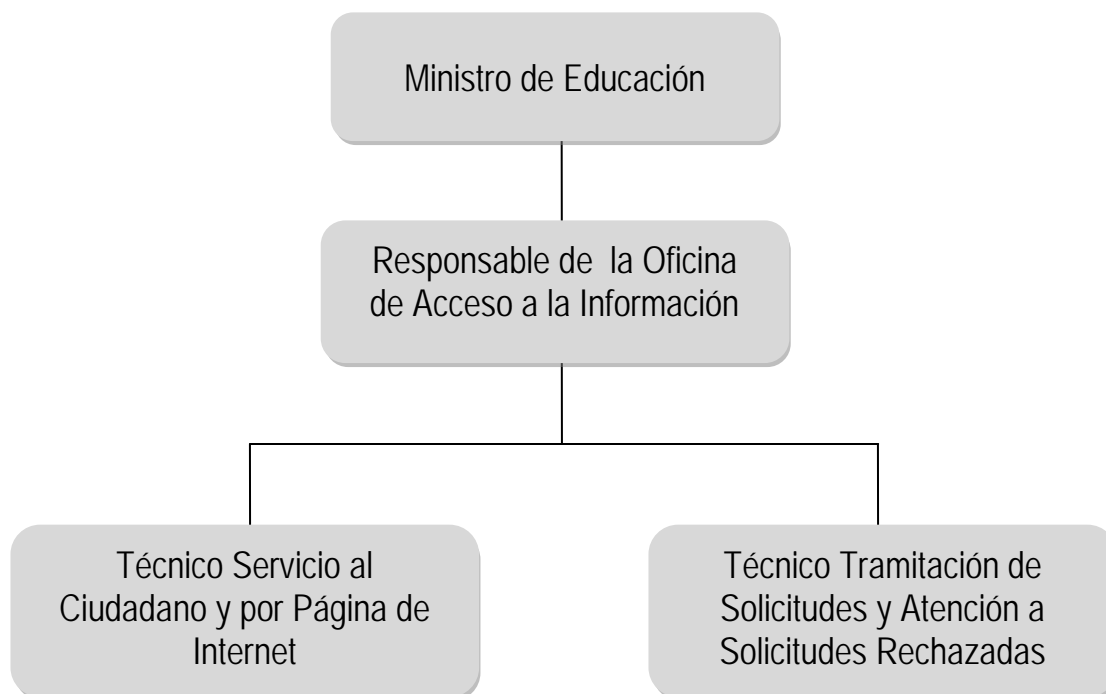 Ministro de Educación
Responsable de la Oficina
de Acceso a la Información
Técnico Servicio al
Ciudadano y por Página de
Internet
Técnico Tramitación de
Solicitudes y Atención a
Solicitudes Rechazadas